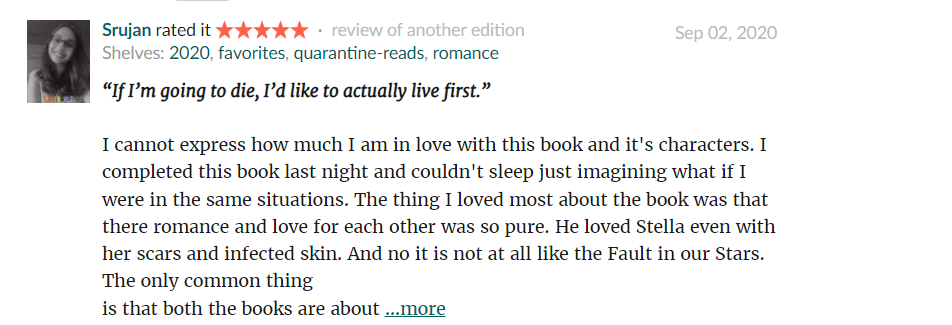 Srujan rated it ★★★★★ · review of another edition Sep 02, 2020
Shelves: 2020, favorites, quarantine-reads, romance
“If I’m going to die, I’d like to actually live first.”
I cannot express how much I am in love with this book and it's characters. I
completed this book last night and couldn't sleep just imagining what if I
were in the same situations. The thing I loved most about the book was that
there romance and love for each other was so pure. He loved Stella even with
her scars and infected skin. And no it is not at all like the Fault in our Stars.
The only common thing
is that both the books are about ...more